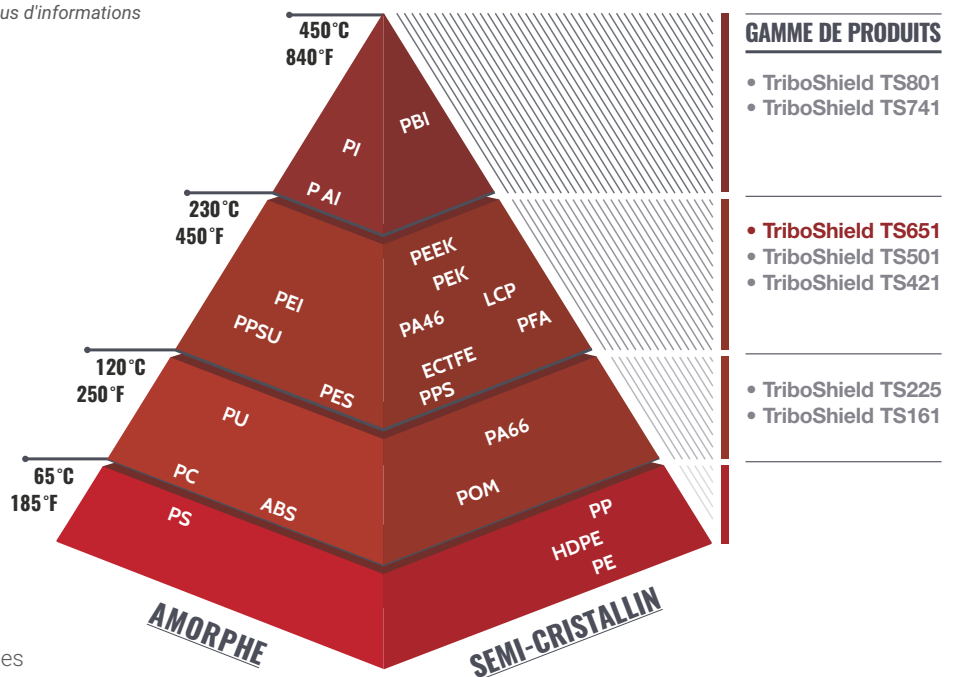 us d'informations
450°C
840°F
GAMME DE PRODUITS
• TriboShield TS801
• TriboShield TS741
PBI
PI
P AI
230°C
450°F
• TriboShield TS651
• TriboShield TS501
• TriboShield TS421
PEEK
PEK
LCP
PEI
PPSU
PA46
PFA
ECTFE
PPS
PES
120°C
250°F
• TriboShield TS225
• TriboShield TS161
PU
PA66
PC
POM
ABS
65°C
185°F
PS
PP
HDPE
PE
AMORPHE
SEMI-CRISTALLIN
es